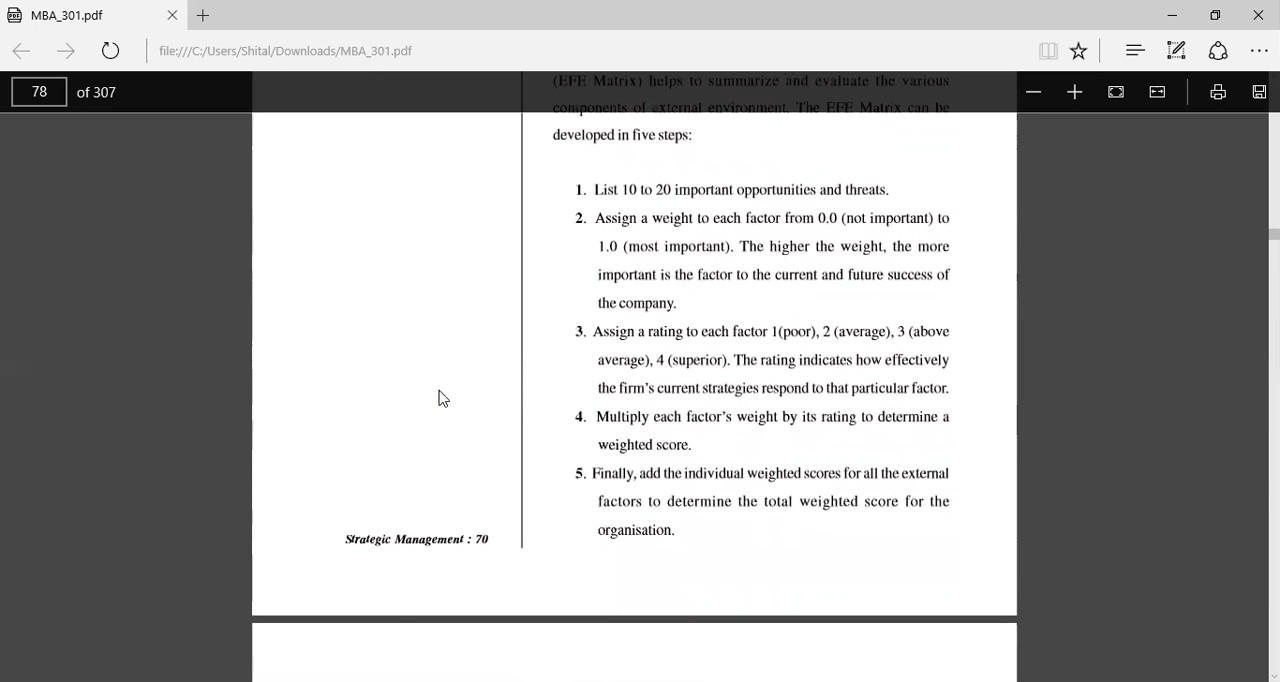 MBA_301.pdf
file:///C:/Users/Shital/Downloads/MBA_301.pdf
78 of 307
(EFE Matrix) helps to summarize and evaluate the various
components of external environment. The EFE Matrix can be
developed in five steps:
1. List 10 to 20 important opportunities and threats.
2. Assign a weight to each factor from 0.0 (not important) to
1.0 (most important). The higher the weight, the more
important is the factor to the current and future success of
the company.
3. Assign a rating to each factor 1(poor), 2 (average), 3 (above
average), 4 (superior). The rating indicates how effectively
the firm's current strategies respond to that particular factor.
4. Multiply each factor's weight by its rating to determine a
weighted score.
5. Finally, add the individual weighted scores for all the external
factors to determine the total weighted score for the
organisation.
Strategic Management : 70